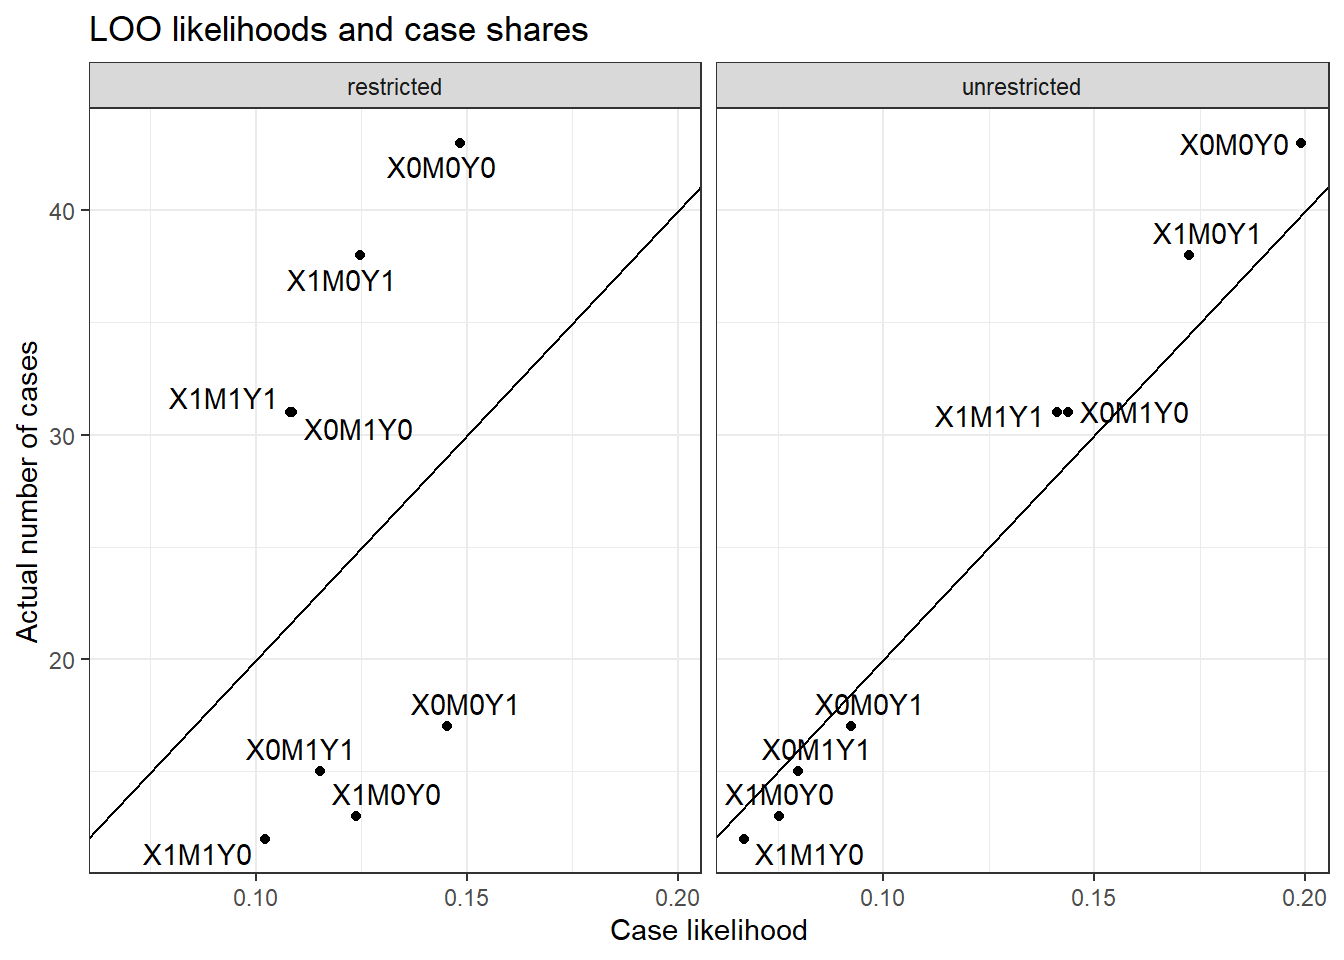 LOO likelihoods and case shares
restricted
unrestricted
Actual number of cases
40
30
20
X0M0Y0
X1M0Y1
X1M1Y1
X0M1Y0
X0M0Y1
X0M1Y1
X1M0Y0
X1M1Y0
X0M0Y0
X1M0Y1
X1M1Y1
X0M1Y0
X0M0Y1
X0M1Y1
X1M0Y0
X1M1Y0
0.10
0.15
0.20
0.10
0.15
0.20
Case likelihood